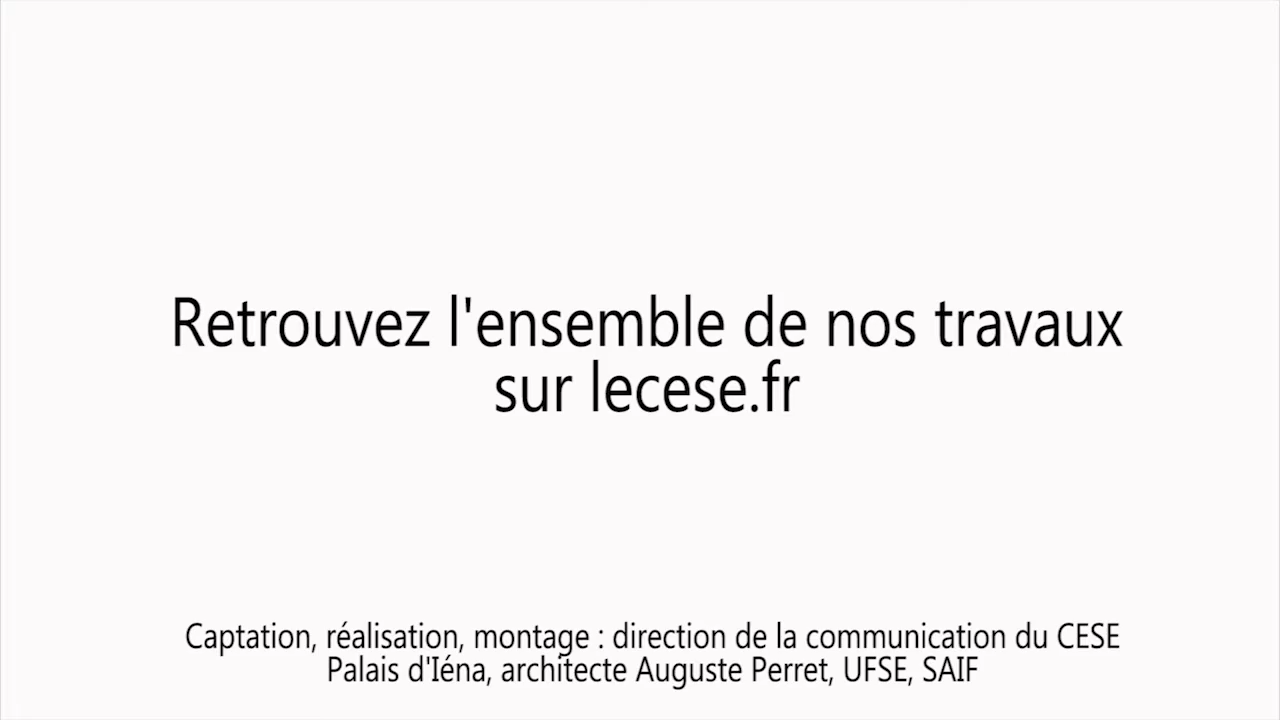 Retrouvez l'ensemble de nos travaux
sur lecese.fr
Captation, réalisation, montage : direction de la communication du CESE
Palais d'Iéna, architecte Auguste Perret, UFSE, SAIF